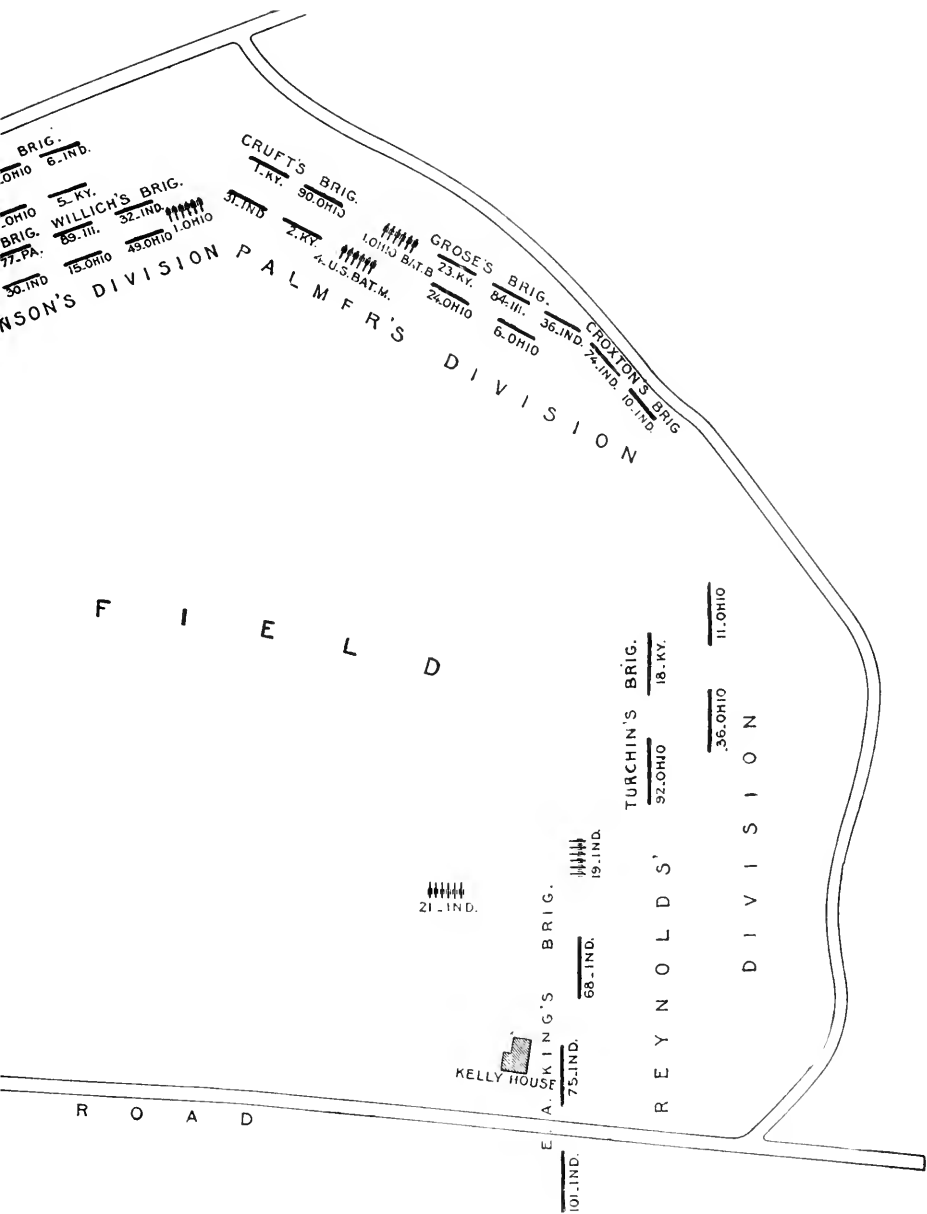 BRIG.
OHIO
6-IND.
OHIO
5-KY.
BRIG.
WILLICH'S BRIG.
77-PA.
89-Ill.
32-IND.
1.OHIO
30-IND
15-OHIO
49.OHIO
NSON'S DIVISION
CRUFT'S BRIG.
1-KY.
90.OHIO
31.IND
2-KY.
4-U.S.BAT.M.
1.OHIO BAT.B
GROSE'S BRIG.
23-KY.
84-Ill.
36-IND.
24.OHIO
6-OHIO
CROXTON'S BRIG
74-IND.
10-IND.
PALMER'S DIVISION
FIELD
11-OHIO
TURCHIN'S BRIG.
18-KY.
36-OHIO
92-OHIO
19-IND.
21-IND.
E. A. KING'S BRIG.
68-IND.
REYNOLDS'
DIVISION
KELLY HOUSE
75-IND.
ROAD
101-IND.